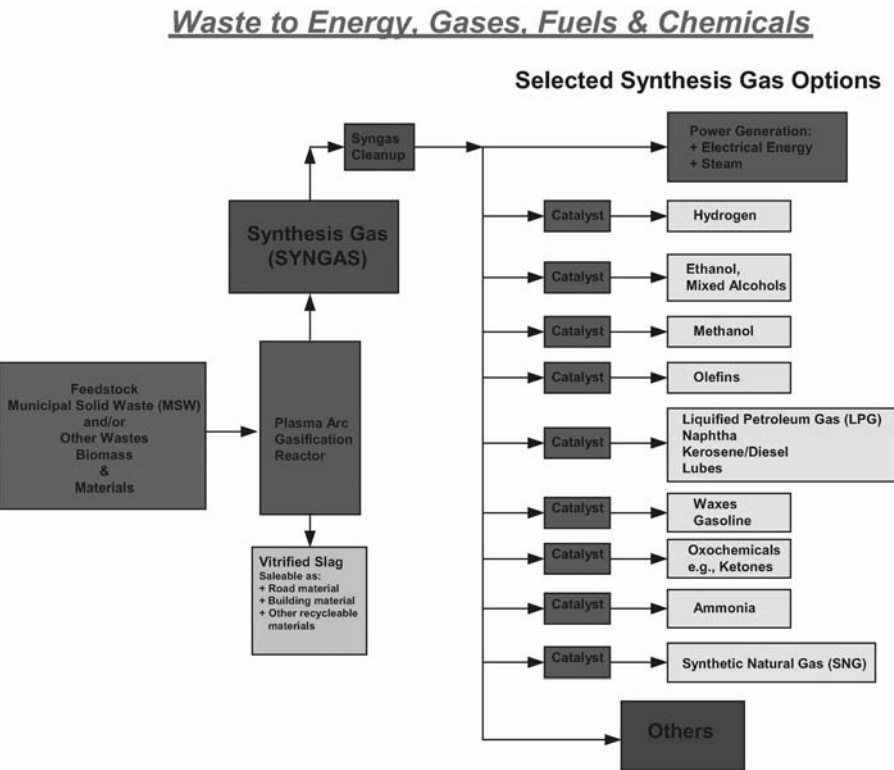 Waste to Energy, Gases, Fuels & Chemicals
Selected Synthesis Gas Options
Syngas
Cleanup
Power Generation:
+ Electrical Energy
+ Steam
Synthesis Gas
(SYNGAS)
Catalyst
Hydrogen
Catalyst
Ethanol,
Mixed Alcohols
Catalyst
Methanol
Catalyst
Olefins
Feedstock
Municipal Solid Waste (MSW)
and/or
Other Wastes
Biomass
&
Materials
Plasma Arc
Gasification
Reactor
Catalyst
Liquified Petroleum Gas (LPG)
Naphtha
Kerosene/Diesel
Lubes
Catalyst
Waxes
Gasoline
Vitrified Slag
Saleable as:
+ Road material
+ Building material
+ Other recycleable
materials
Catalyst
Oxochemicals
e.g., Ketones
Catalyst
Ammonia
Catalyst
Synthetic Natural Gas (SNG)
Others